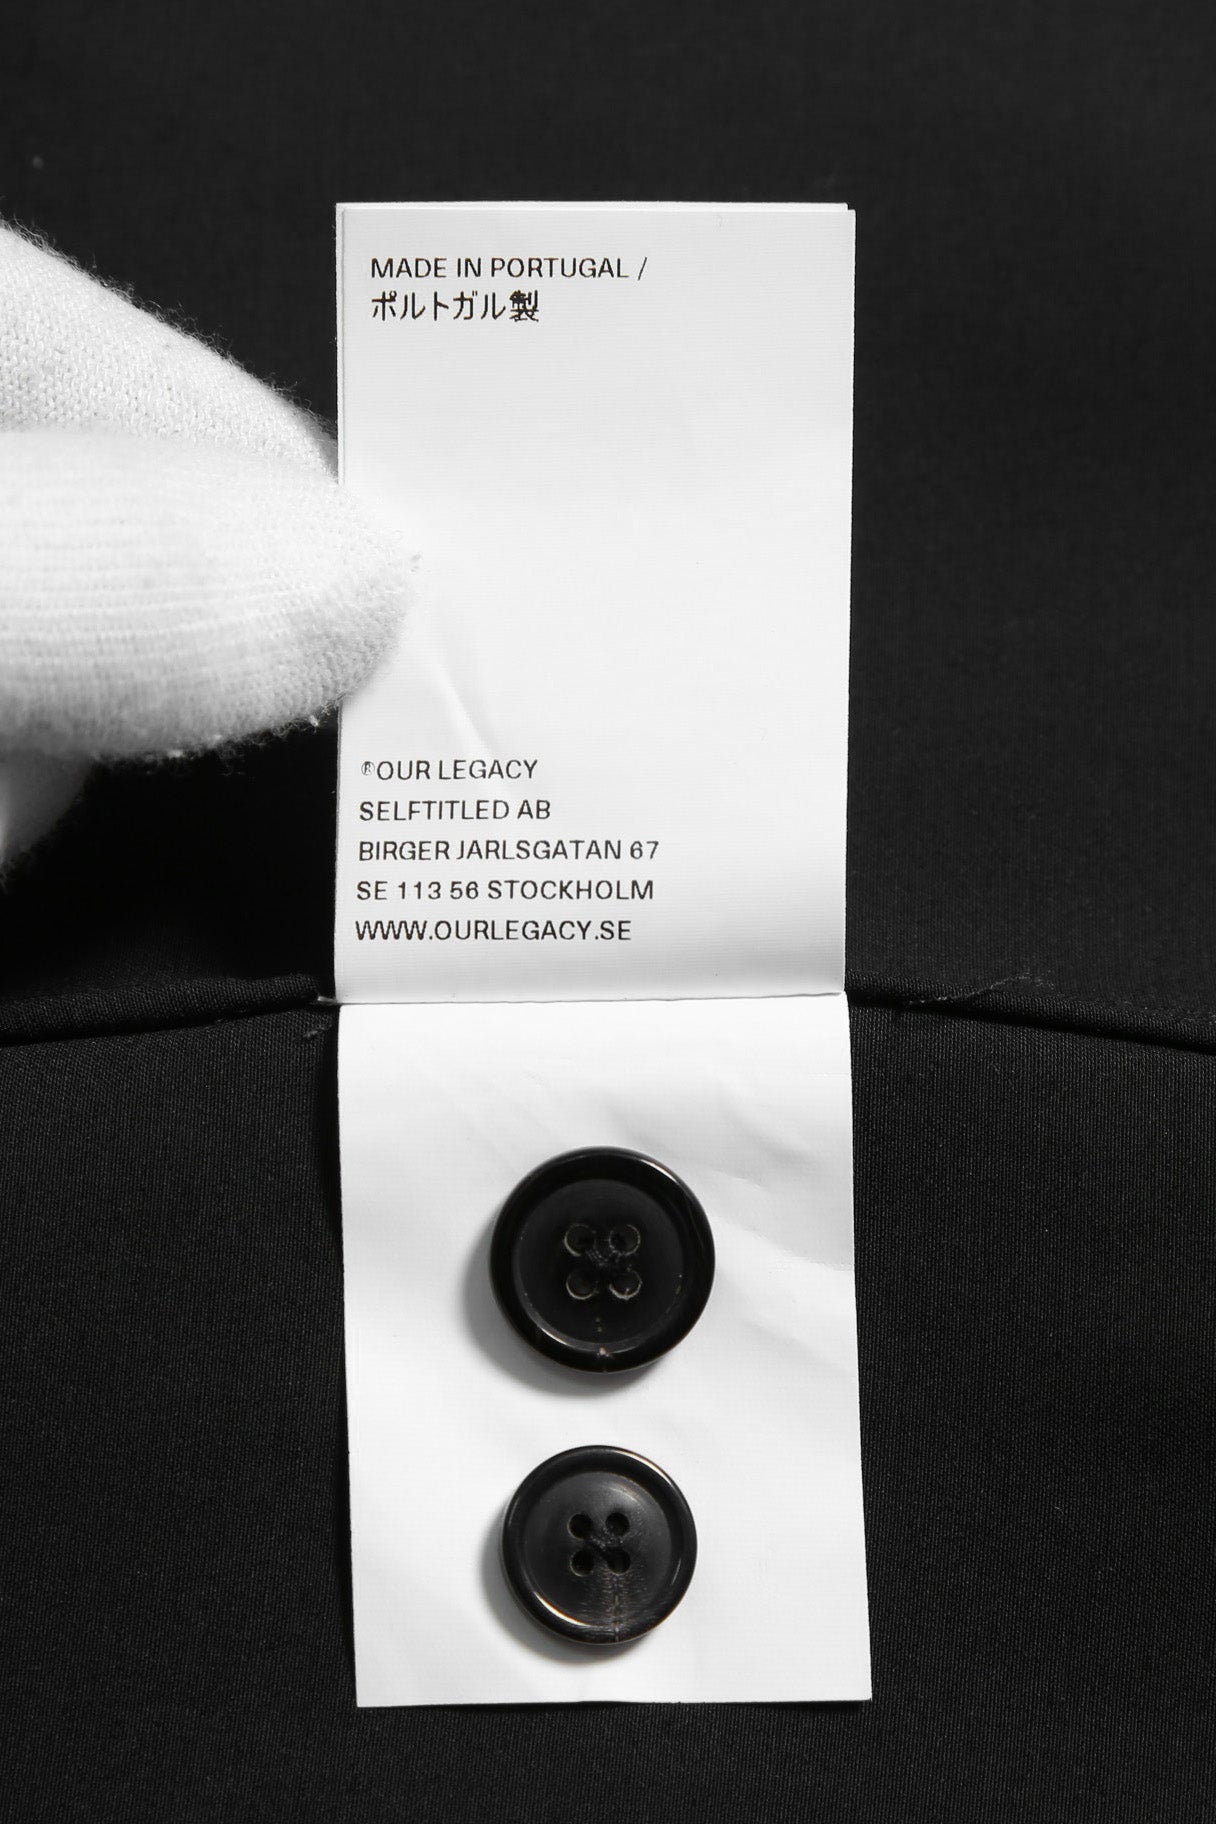 MADE IN PORTUGAL /
ポルトガル製
®OUR LEGACY
SELFTITLED AB
BIRGER JARLSGATAN 67
SE 113 56 STOCKHOLM
WWW.OURLEGACY.SE